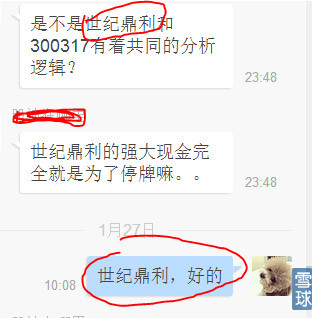 是不是世纪鼎利和
300317有着共同的分析
逻辑?
23:48
世纪鼎利的强大现金完
全就是为了停牌嘛。。
23:48
1月27日
10:08
世纪鼎利，好的
雪球